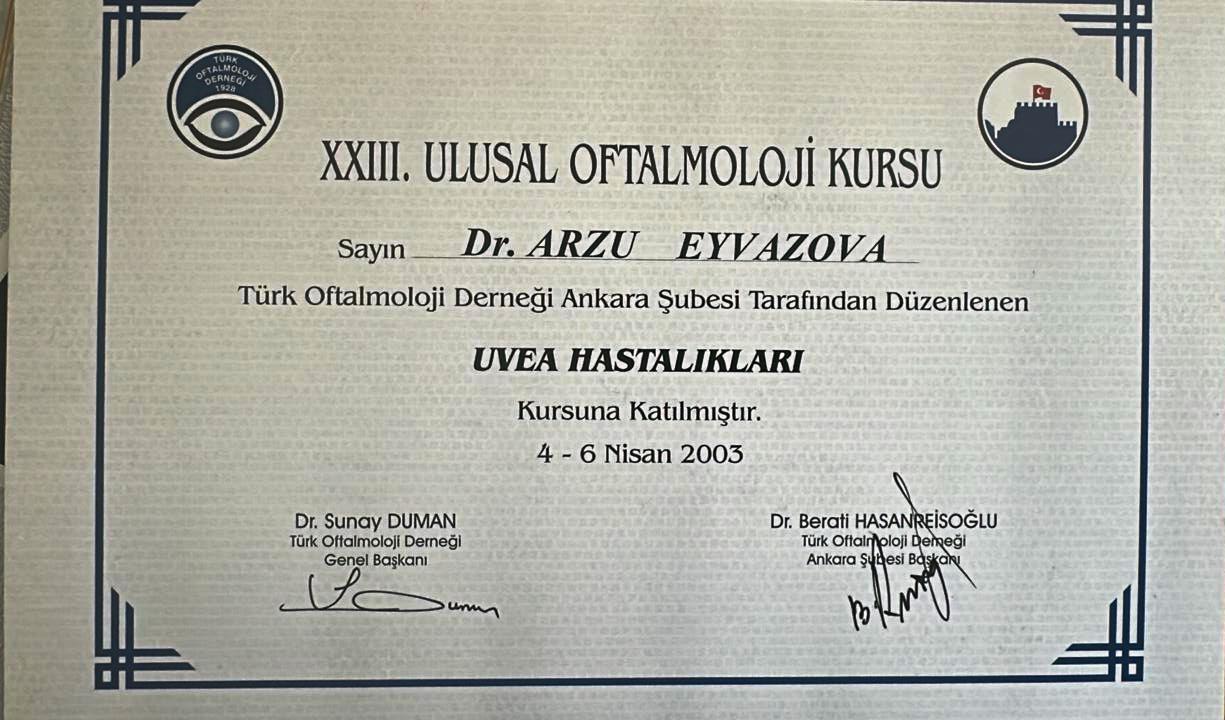 TÜRK
OFTALMOLOJİ
DERNEĞİ
1928
XXIII. ULUSAL OFTALMOLOJİ KURSU
Sayın Dr. ARZU EYVAZOVA
Türk Oftalmoloji Derneği Ankara Şubesi Tarafından Düzenlenen
UVEA HASTALIKLARI
Kursuna Katılmıştır.
4 - 6 Nisan 2003
Dr. Sunay DUMAN
Türk Oftalmoloji Derneği
Genel Başkanı
Dr. Berati HASANREİSOĞLU
Türk Oftalmoloji Derneği
Ankara Şubesi Başkanı